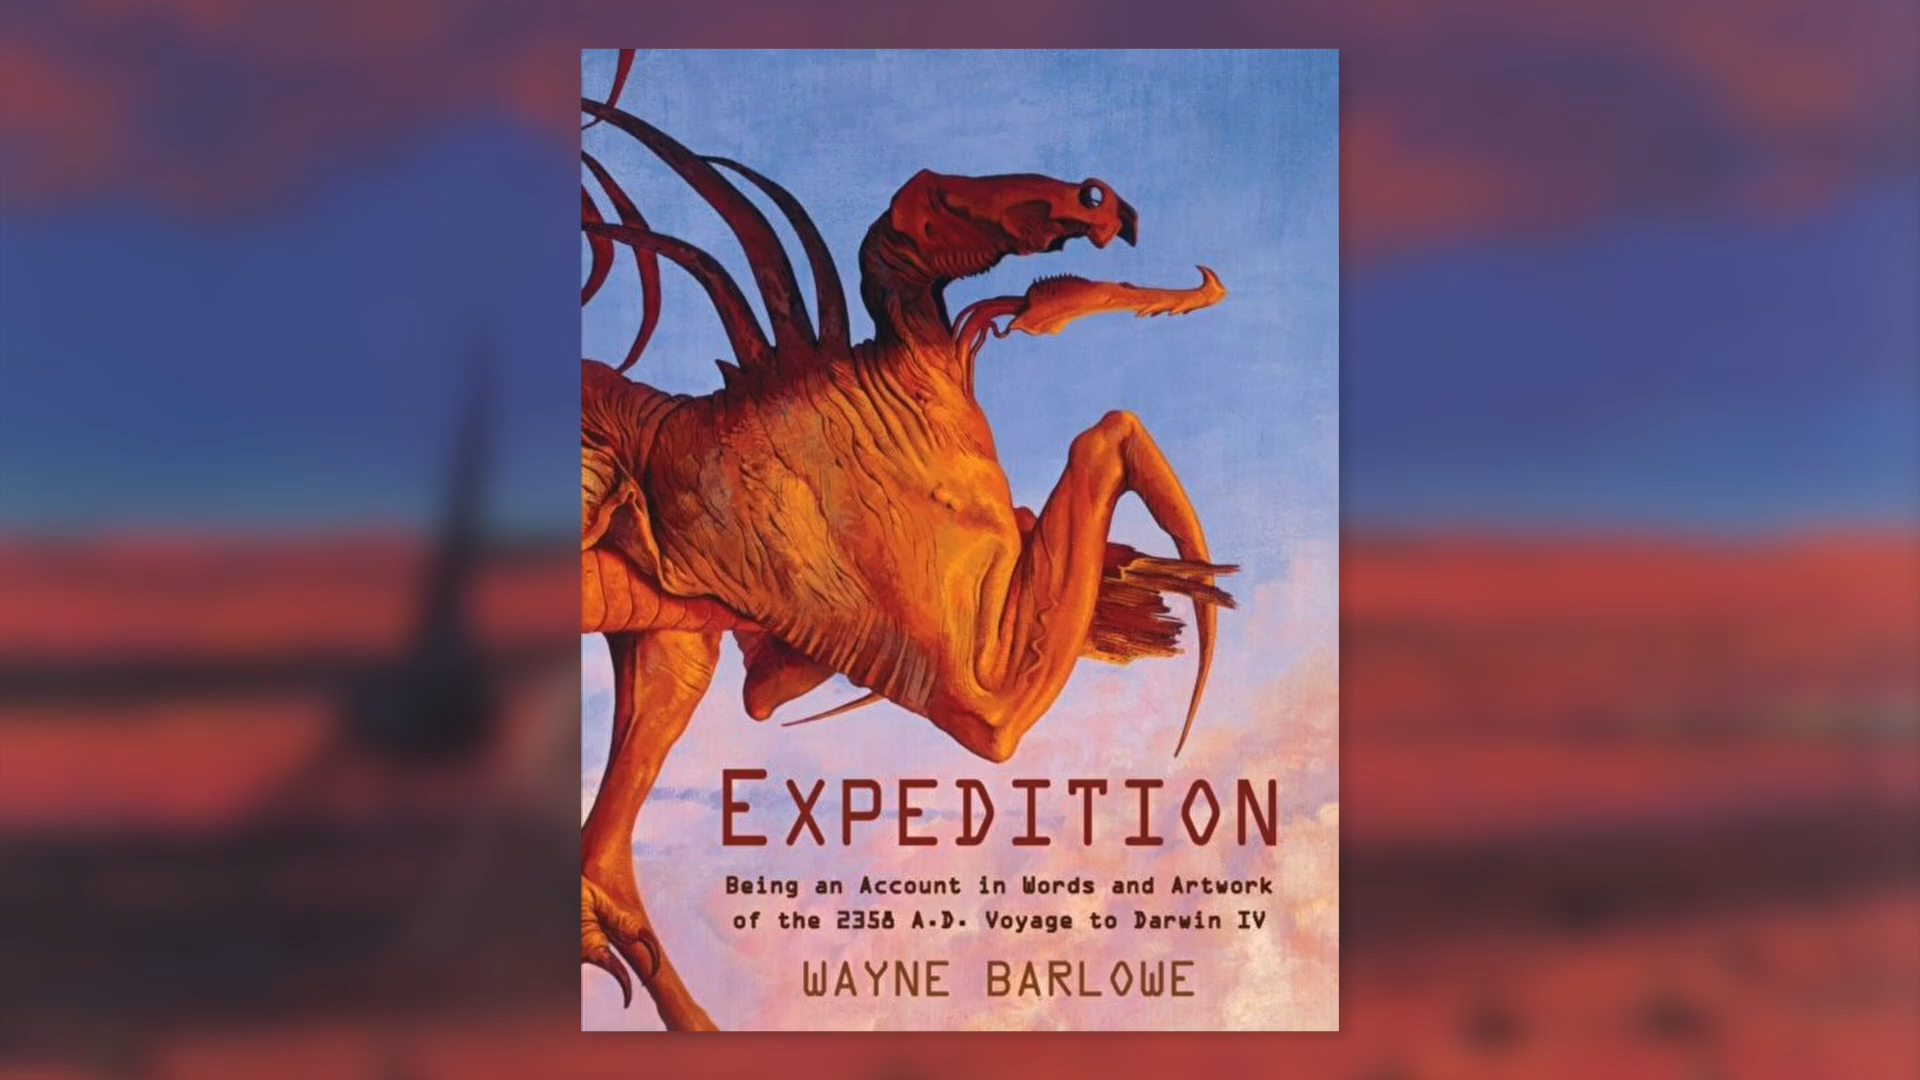 EXPEDITION
Being an Account in Words and Artwork
of the 2358 A.D. Voyage to Darwin IV
WAYNE BARLOWE